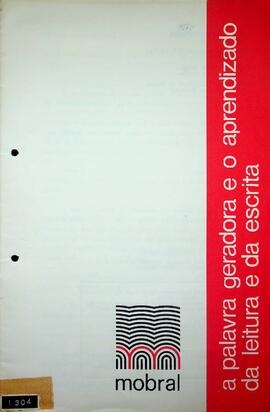 a palavra geradora e o aprendizado
da leitura e da escrita
mobral
1304